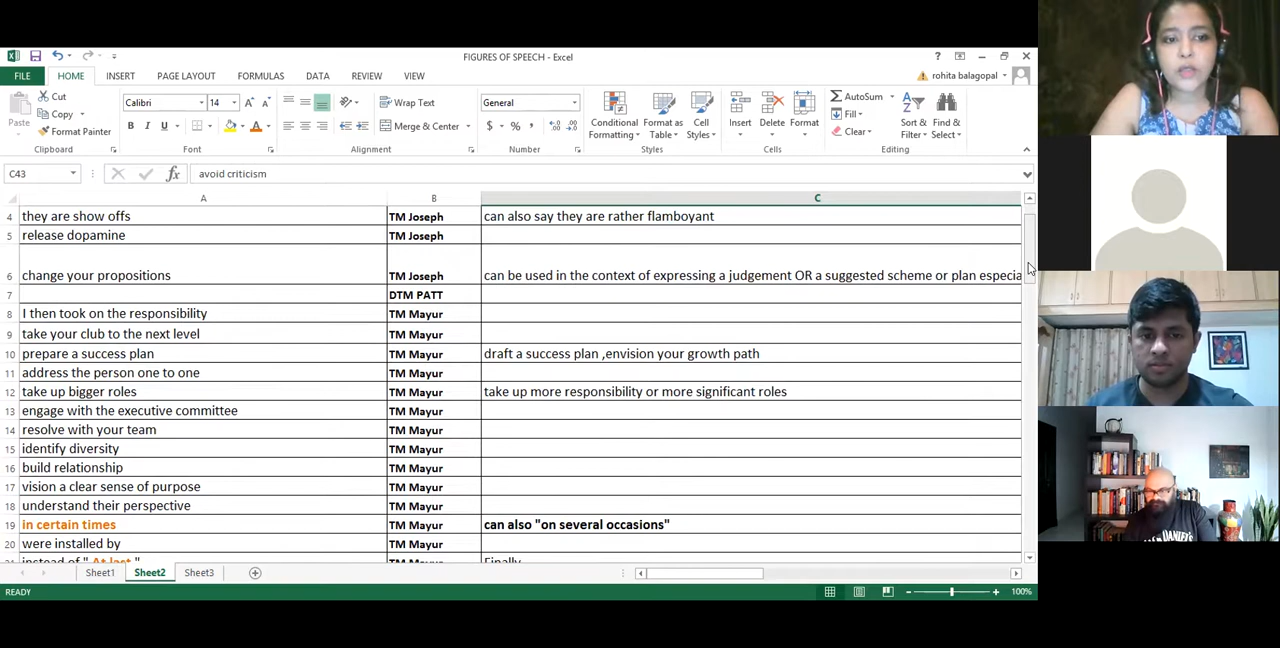 FIGURES OF SPEECH - Excel
FILE HOME INSERT PAGE LAYOUT FORMULAS DATA REVIEW VIEW rohita balagopal
Paste Cut Copy Format Painter Clipboard
Calibri 14 A A B I U A Font
Wrap Text Merge & Center Alignment
General $ % , Number
Conditional Formatting Format as Table Cell Styles Styles
Insert Delete Format Cells
AutoSum Fill Clear Sort & Filter Find & Select Editing
C43 fx avoid criticism
A B C
4 they are show offs TM Joseph can also say they are rather flamboyant
5 release dopamine TM Joseph
6 change your propositions TM Joseph can be used in the context of expressing a judgement OR a suggested scheme or plan especia
7 DTM PATT
8 I then took on the responsibility TM Mayur
9 take your club to the next level TM Mayur
10 prepare a success plan TM Mayur draft a success plan ,envision your growth path
11 address the person one to one TM Mayur
12 take up bigger roles TM Mayur take up more responsibility or more significant roles
13 engage with the executive committee TM Mayur
14 resolve with your team TM Mayur
15 identify diversity TM Mayur
16 build relationship TM Mayur
17 vision a clear sense of purpose TM Mayur
18 understand their perspective TM Mayur
19 in certain times TM Mayur can also "on several occasions"
20 were installed by TM Mayur
instead of " At last " TM Mayur Finally
Sheet1 Sheet2 Sheet3
READY 100%